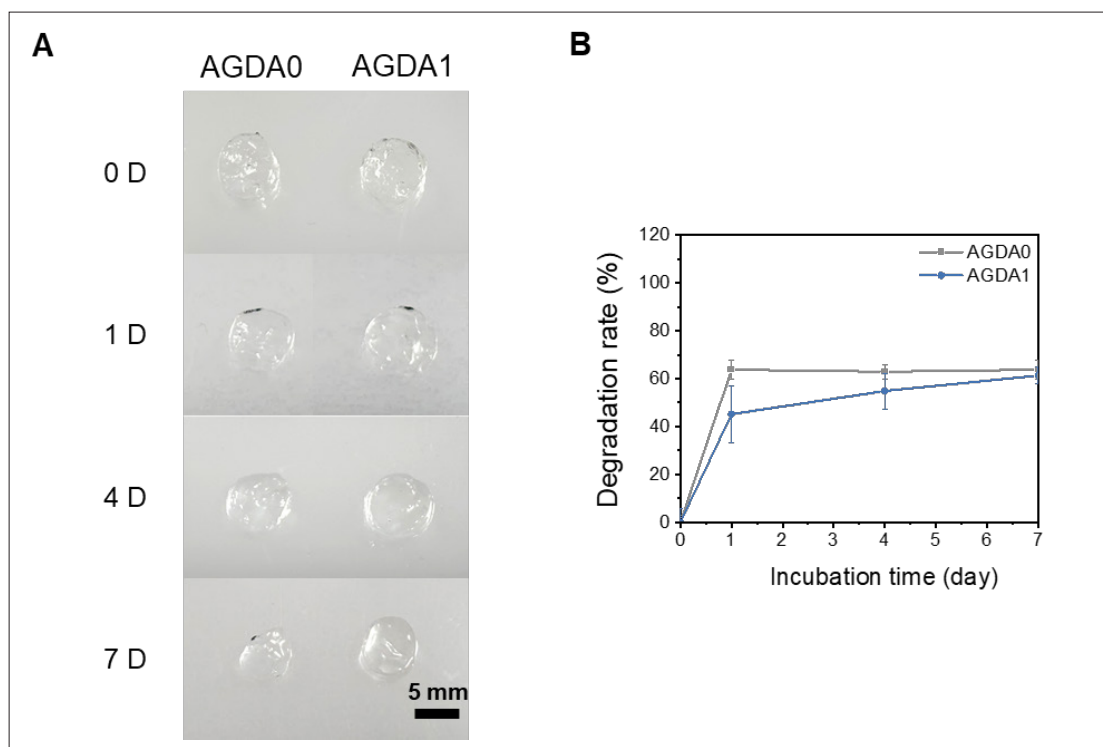 A
AGDA0 AGDA1
0 D
1 D
4 D
7 D
5 mm
B
120
100
80
60
40
20
0
AGDA0
AGDA1
Degradation rate (%)
0 1 2 3 4 5 6 7
Incubation time (day)